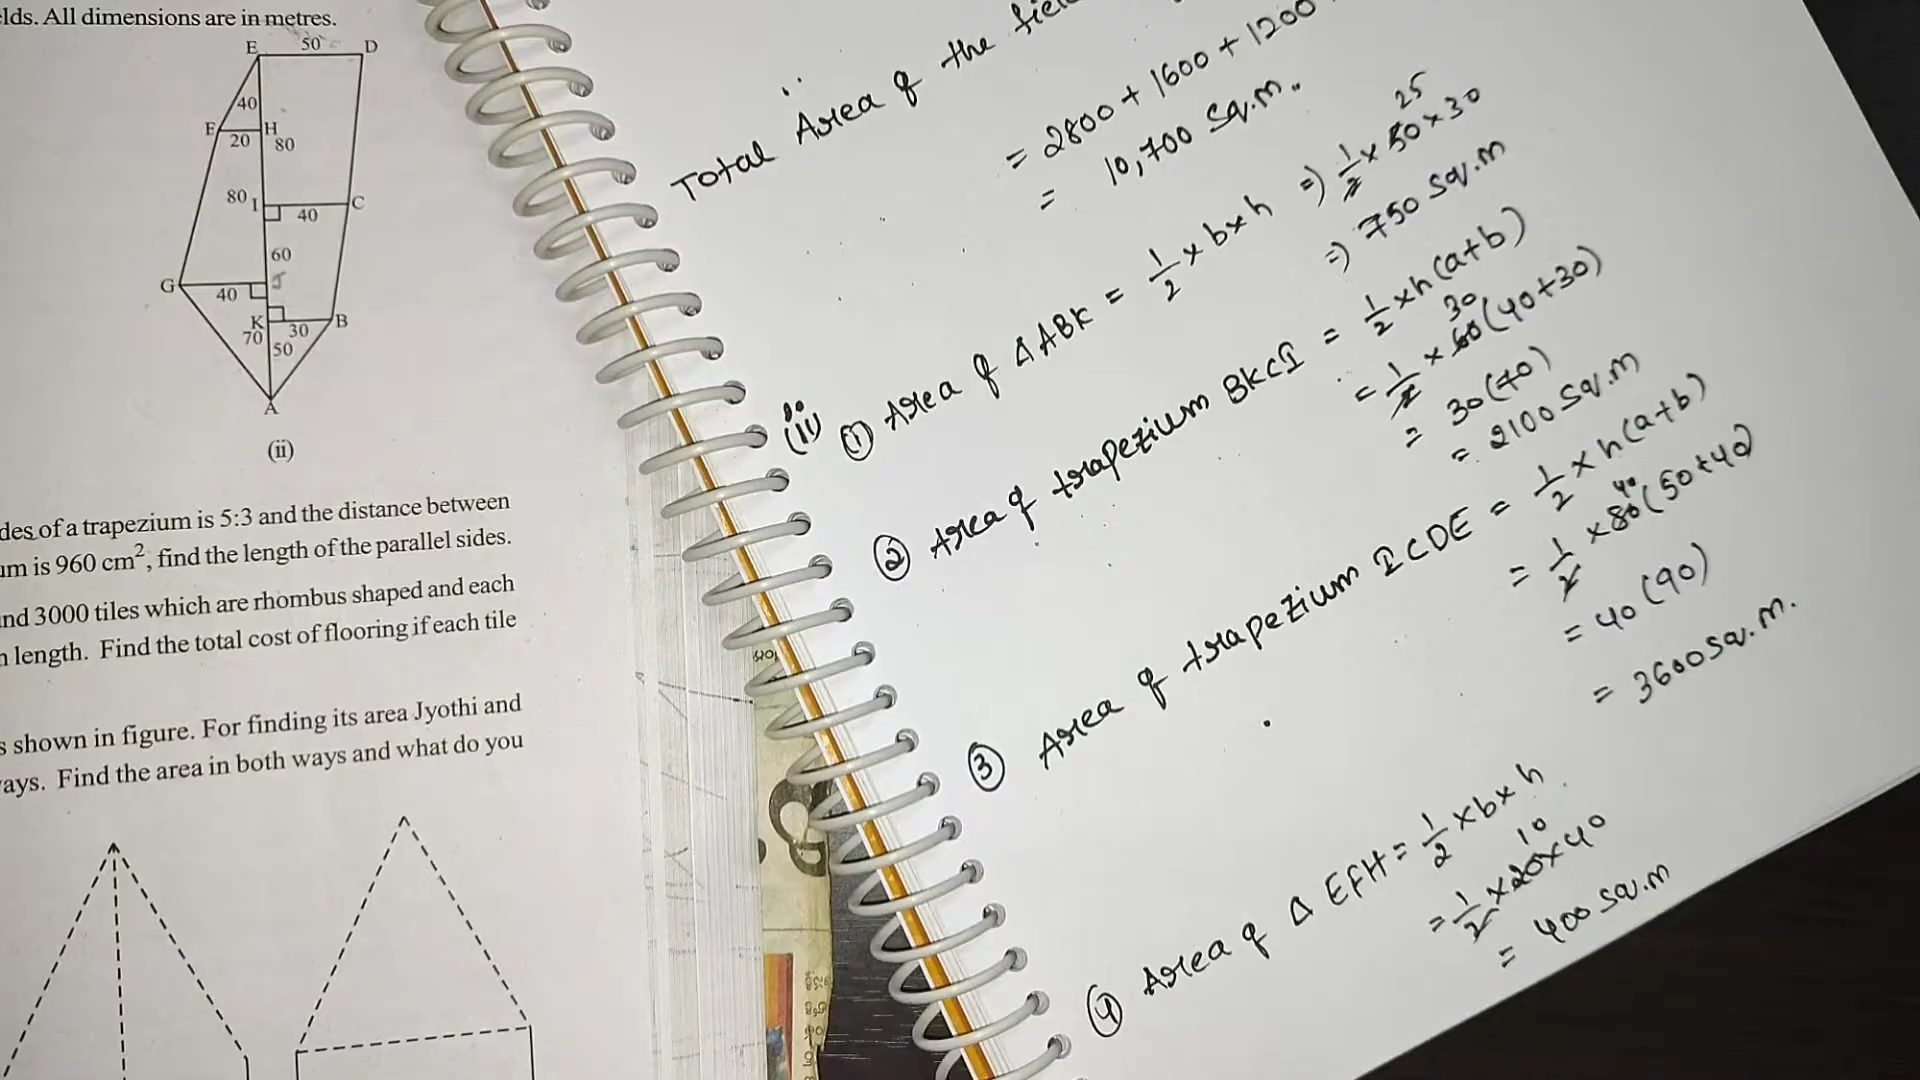 lds. All dimensions are in metres.
E 50 D
40
F H
20 80
80 I C
40
60
G J
40
K B
70 30
50
A
(ii)
des of a trapezium is 5:3 and the distance between
um is 960 cm², find the length of the parallel sides.
nd 3000 tiles which are rhombus shaped and each
length. Find the total cost of flooring if each tile
s shown in figure. For finding its area Jyothi and
ays. Find the area in both ways and what do you
Total Area of the
= 2800 + 1600 + 1200
= 10,700 sq.m.
(ii) ① Area of Δ ABK = 1/2 × b × h => 1/2 × 50 × 30
25
=> 750 sq.m
② Area of trapezium BKCI = 1/2 × h (a+b)
30
= 1/2 × 60 (40+30)
= 30(70)
= 2100 sq.m
③ Area of trapezium ICDE = 1/2 × h (a+b)
40
= 1/2 × 80 (50+40)
= 40 (90)
= 3600 sq.m.
④ Area of Δ EFH = 1/2 × b × h
10
= 1/2 × 20 × 40
= 400 sq.m